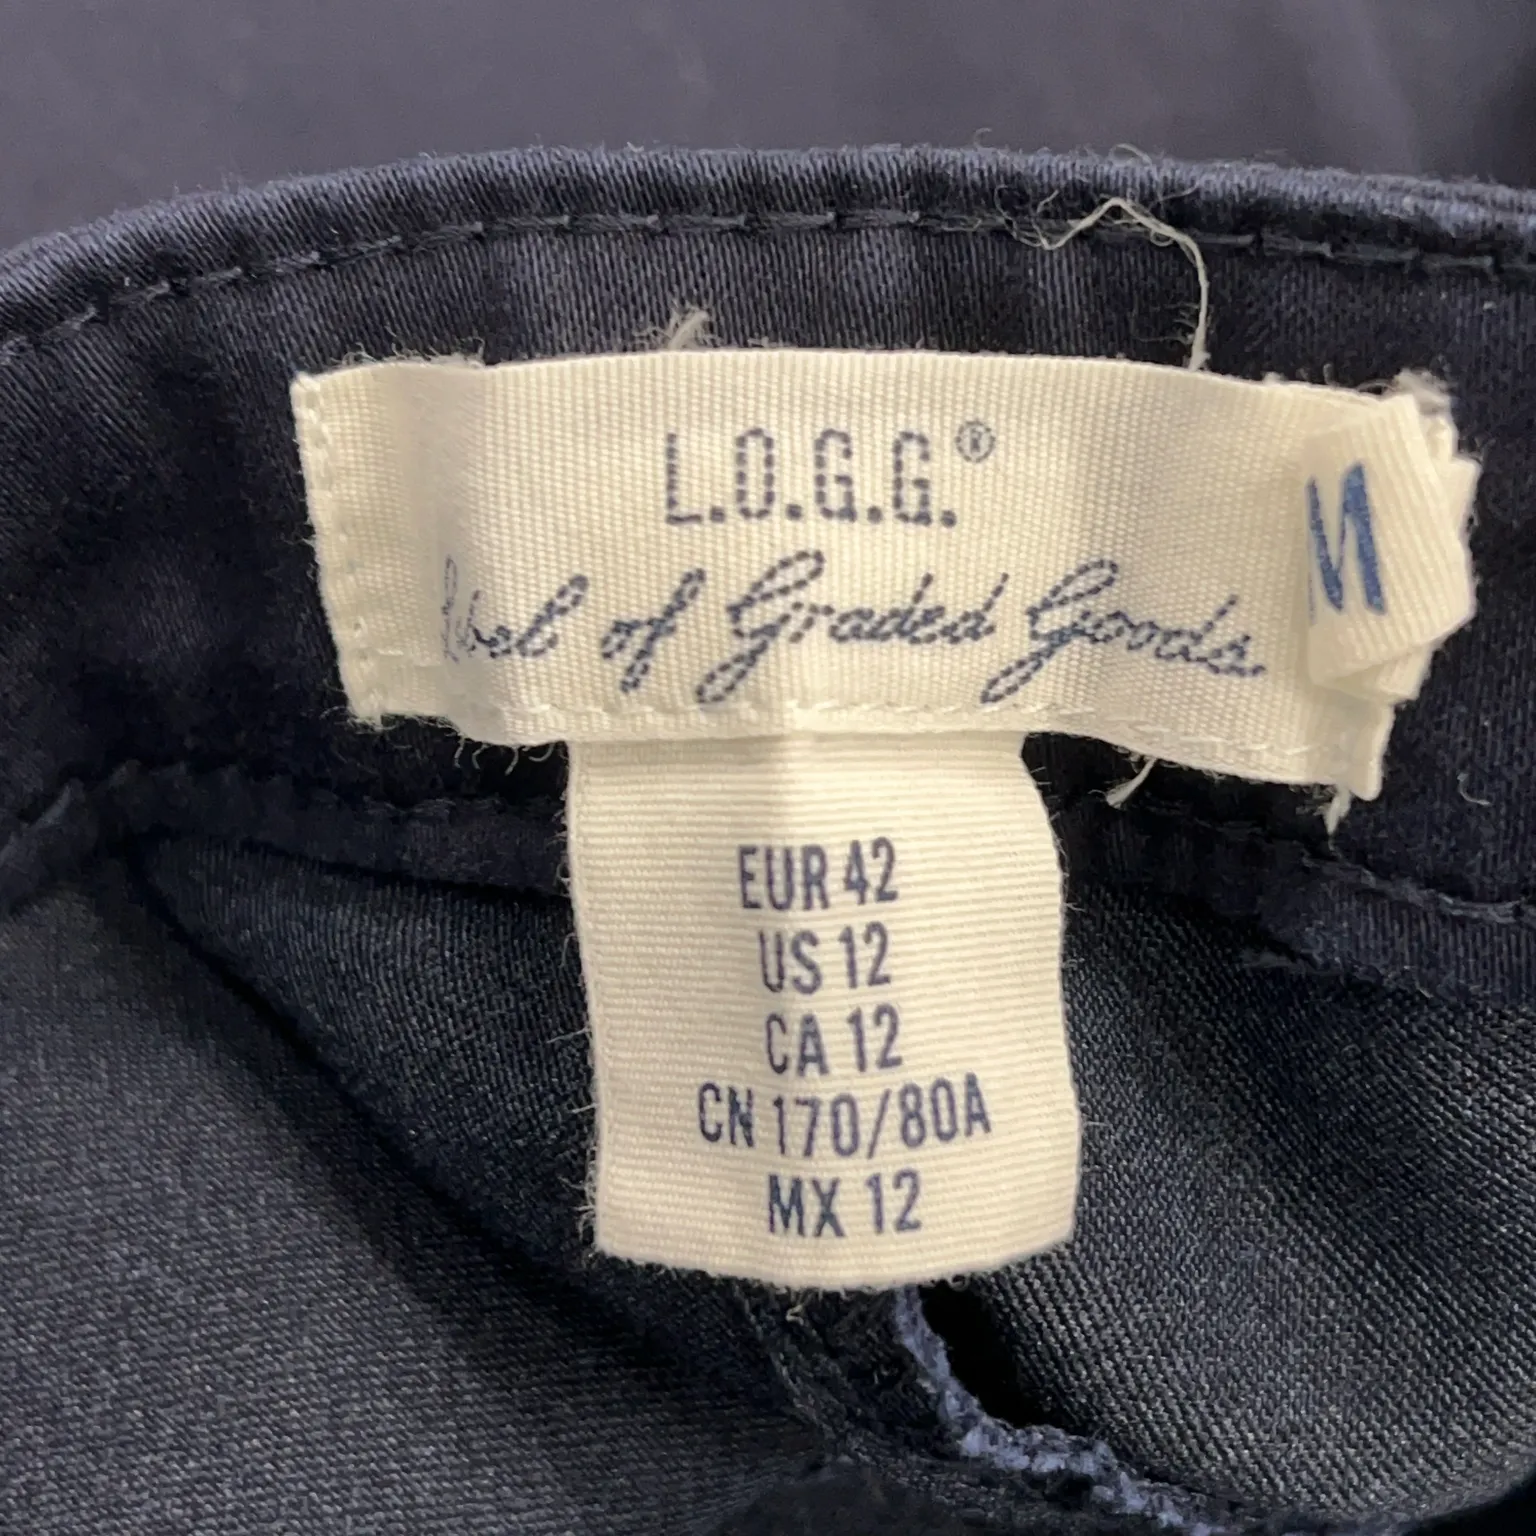 L.O.G.G.®
Label of Graded Goods.
M
EUR 42
US 12
CA 12
CN 170/80A
MX 12